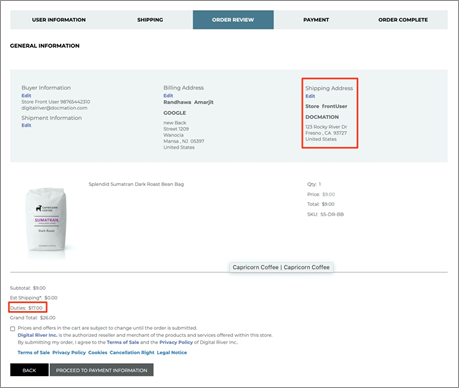 USER INFORMATION
SHIPPING
ORDER REVIEW
PAYMENT
ORDER COMPLETE
GENERAL INFORMATION
Buyer Information
Edit
Store Front User 98765442310
digitalriver@docmation.com
Shipment Information
Edit
Billing Address
Edit
Randhawa Amarjit
GOOGLE
new Back
Street 1209
Wanocia
Mansa , NJ 05397
United States
Shipping Address
Edit
Store frontUser
DOCMATION
123 Rocky River Dr
Fresno , CA 93727
United States
SUMATRAN
Dark Roast
Splendid Sumatran Dark Roast Bean Bag
Qty: 1
Price: $9.00
Total: $9.00
SKU: SS-DR-BB
Capricorn Coffee | Capricorn Coffee
Subtotal: $9.00
Est Shipping*: $0.00
Duties: $17.00
Grand Total: $26.00
Prices and offers in the cart are subject to change until the order is submitted.
Digital River Inc. is the authorized reseller and merchant of the products and services offered within this store.
By submitting my order, I agree to the Terms of Sale and the Privacy Policy of Digital River Inc..
Terms of Sale Privacy Policy Cookies Cancellation Right Legal Notice
BACK
PROCEED TO PAYMENT INFORMATION